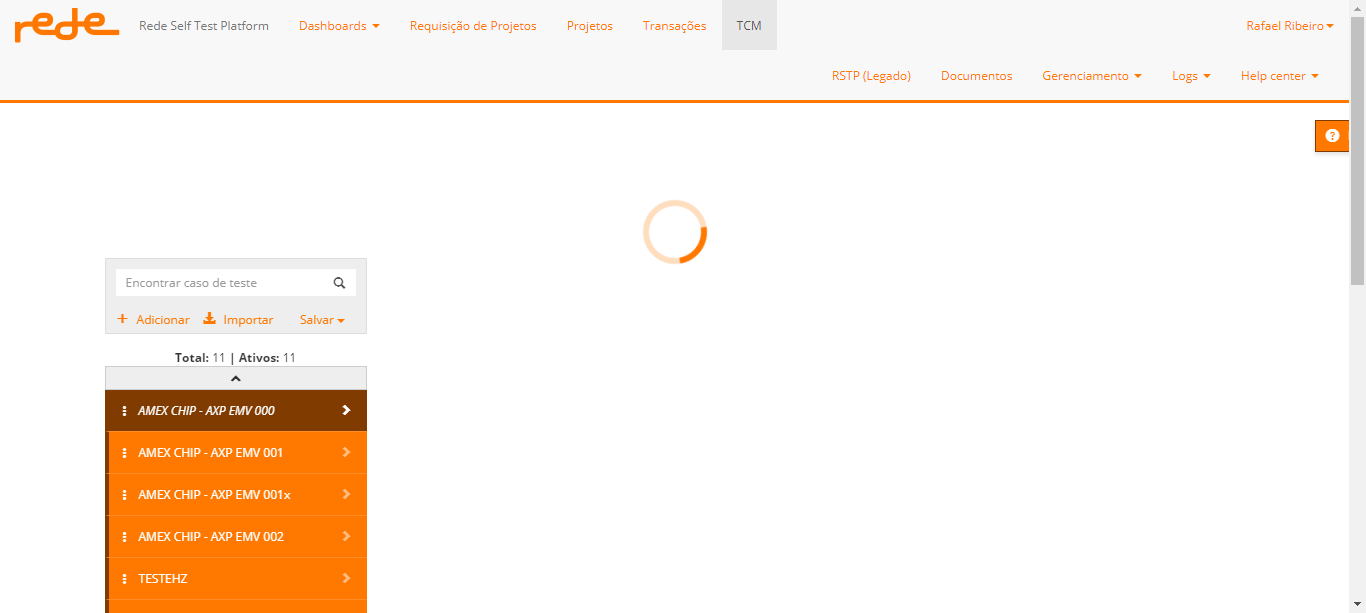 rede Rede Self Test Platform Dashboards Requisição de Projetos Projetos Transações TCM Rafael Ribeiro
RSTP (Legado) Documentos Gerenciamento Logs Help center
?
Encontrar caso de teste
+ Adicionar Importar Salvar
Total: 11 | Ativos: 11
AMEX CHIP - AXP EMV 000
AMEX CHIP - AXP EMV 001
AMEX CHIP - AXP EMV 001x
AMEX CHIP - AXP EMV 002
TESTEHZ